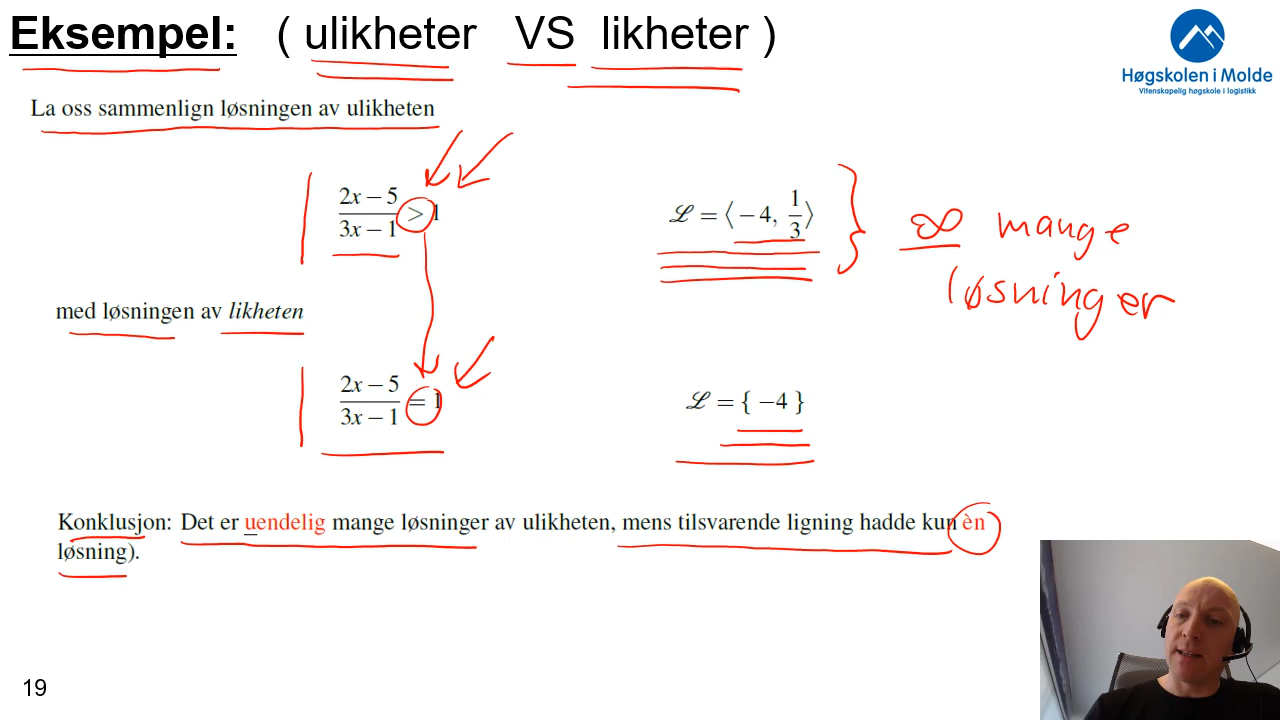 Eksempel: ( ulikheter VS likheter )
Høgskolen i Molde
Vitenskapelig høgskole i logistikk
La oss sammenlign løsningen av ulikheten
2x − 5
3x − 1
> 1
ℒ = ⟨ −4, 1/3 ⟩
∞ mange
løsninger
med løsningen av likheten
2x − 5
3x − 1
= 1
ℒ = { −4 }
Konklusjon: Det er uendelig mange løsninger av ulikheten, mens tilsvarende ligning hadde kun èn
løsning).
19